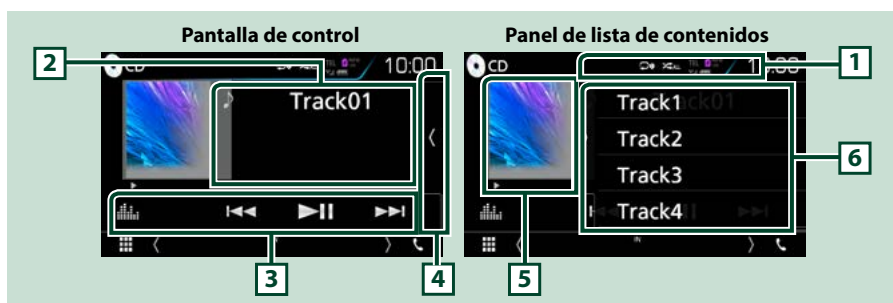 Pantalla de control
Panel de lista de contenidos
2
CD
10:00
Track01
3
4
CD
1
Track1
Track2
Track3
Track4
6
IN
5